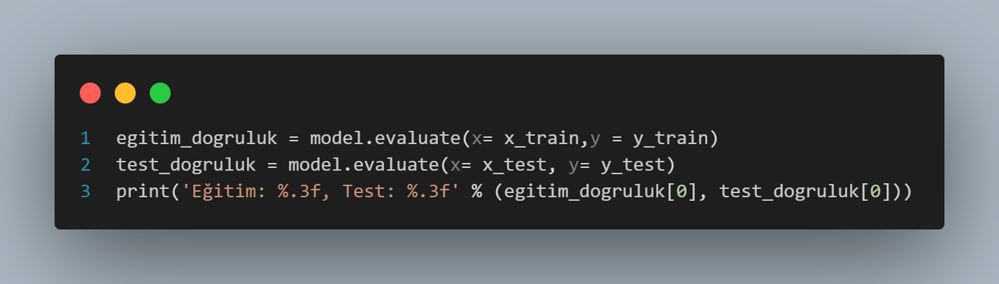 1 egitim_dogruluk = model.evaluate(x= x_train,y = y_train)
2 test_dogruluk = model.evaluate(x= x_test, y= y_test)
3 print('Eğitim: %.3f, Test: %.3f' % (egitim_dogruluk[0], test_dogruluk[0]))